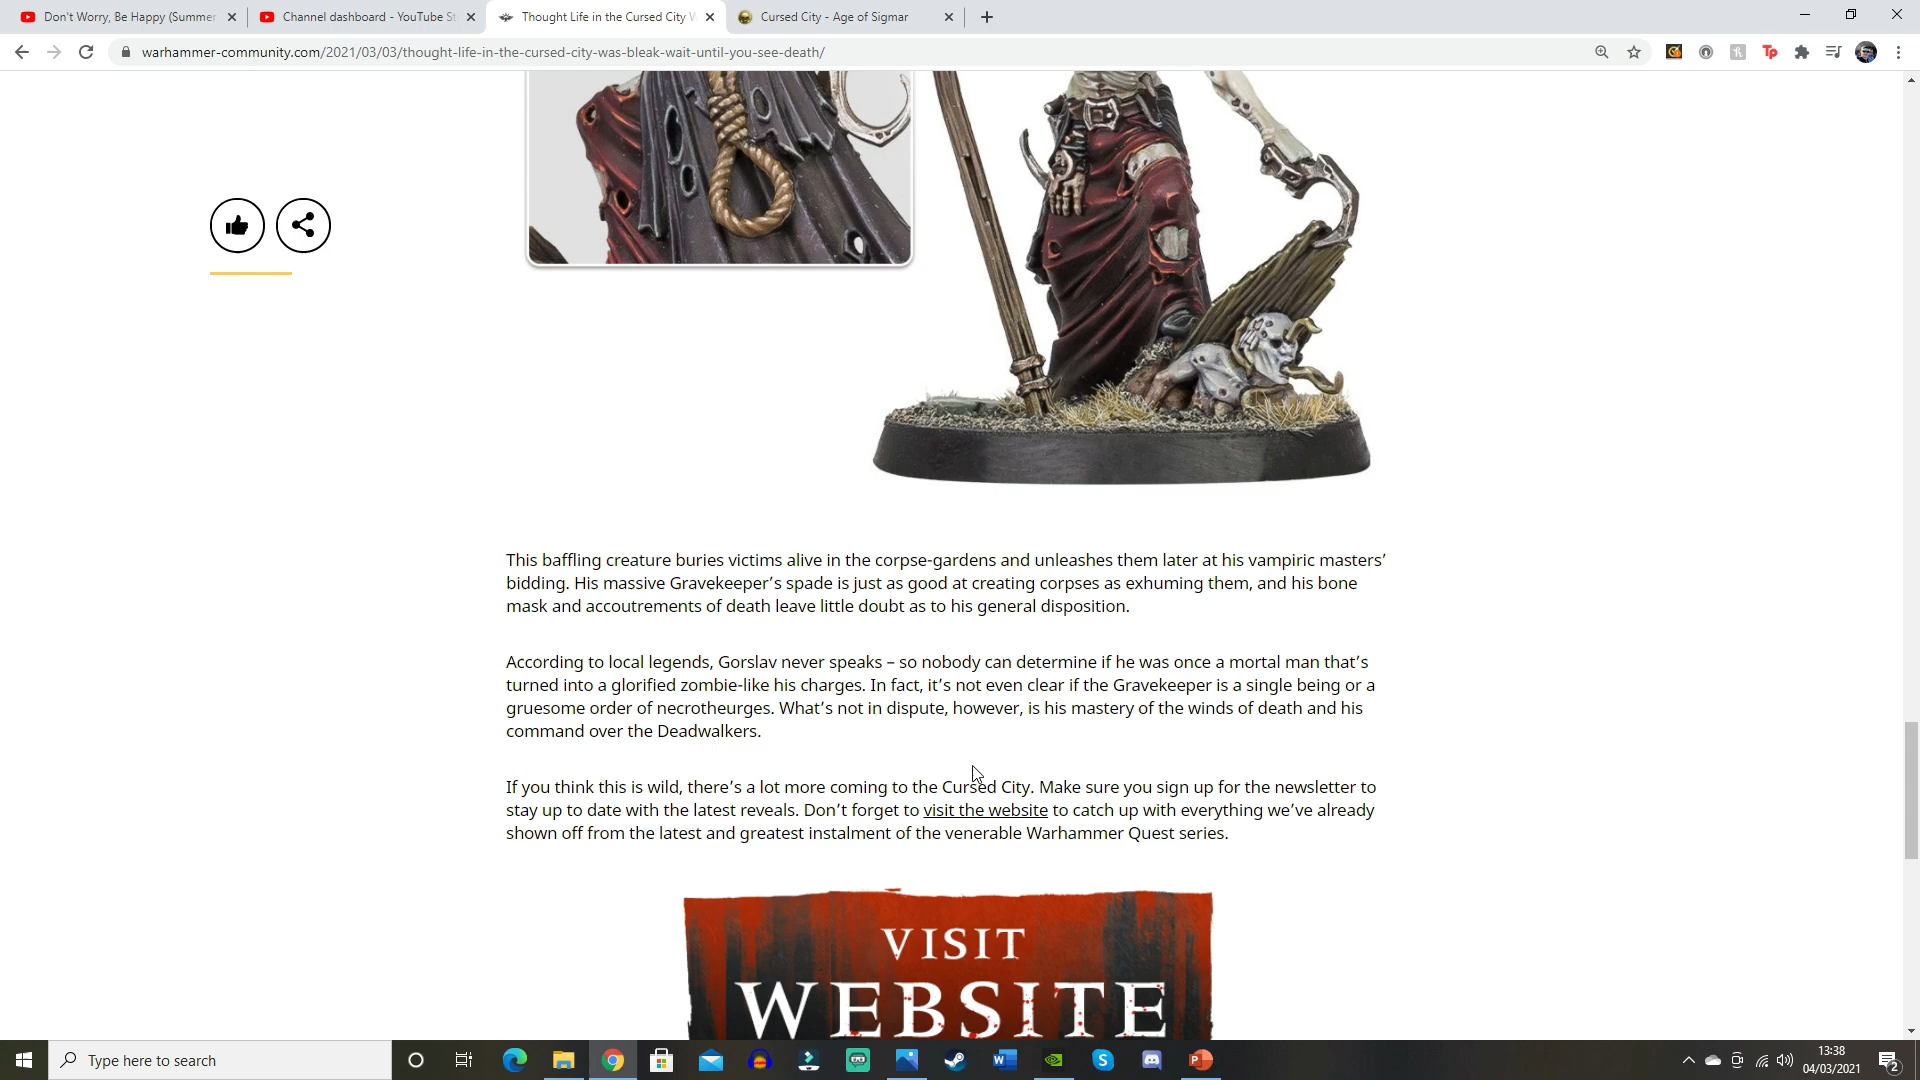 Don't Worry, Be Happy (Summer
Channel dashboard - YouTube St
Thought Life in the Cursed City W
Cursed City - Age of Sigmar
warhammer-community.com/2021/03/03/thought-life-in-the-cursed-city-was-bleak-wait-until-you-see-death/
This baffling creature buries victims alive in the corpse-gardens and unleashes them later at his vampiric masters'
bidding. His massive Gravekeeper's spade is just as good at creating corpses as exhuming them, and his bone
mask and accoutrements of death leave little doubt as to his general disposition.
According to local legends, Gorslav never speaks – so nobody can determine if he was once a mortal man that's
turned into a glorified zombie-like his charges. In fact, it's not even clear if the Gravekeeper is a single being or a
gruesome order of necrotheurges. What's not in dispute, however, is his mastery of the winds of death and his
command over the Deadwalkers.
If you think this is wild, there's a lot more coming to the Cursed City. Make sure you sign up for the newsletter to
stay up to date with the latest reveals. Don't forget to visit the website to catch up with everything we've already
shown off from the latest and greatest instalment of the venerable Warhammer Quest series.
VISIT
WEBSITE
Type here to search
13:38
04/03/2021
2